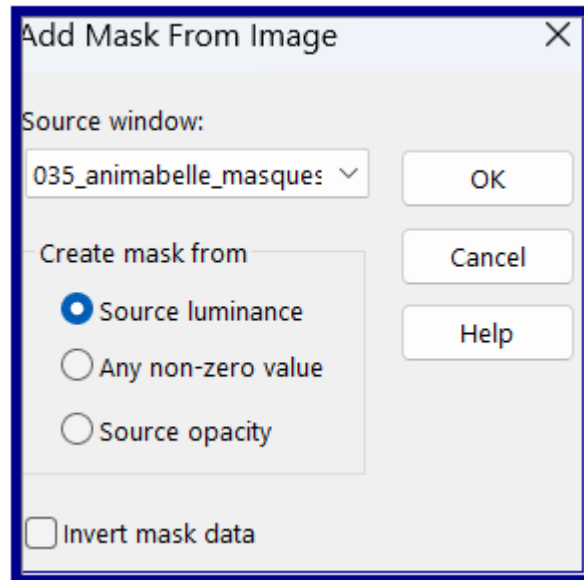 Add Mask From Image
Source window:
035_animabelle_masques
OK
Create mask from
Cancel
Source luminance
Help
Any non-zero value
Source opacity
Invert mask data